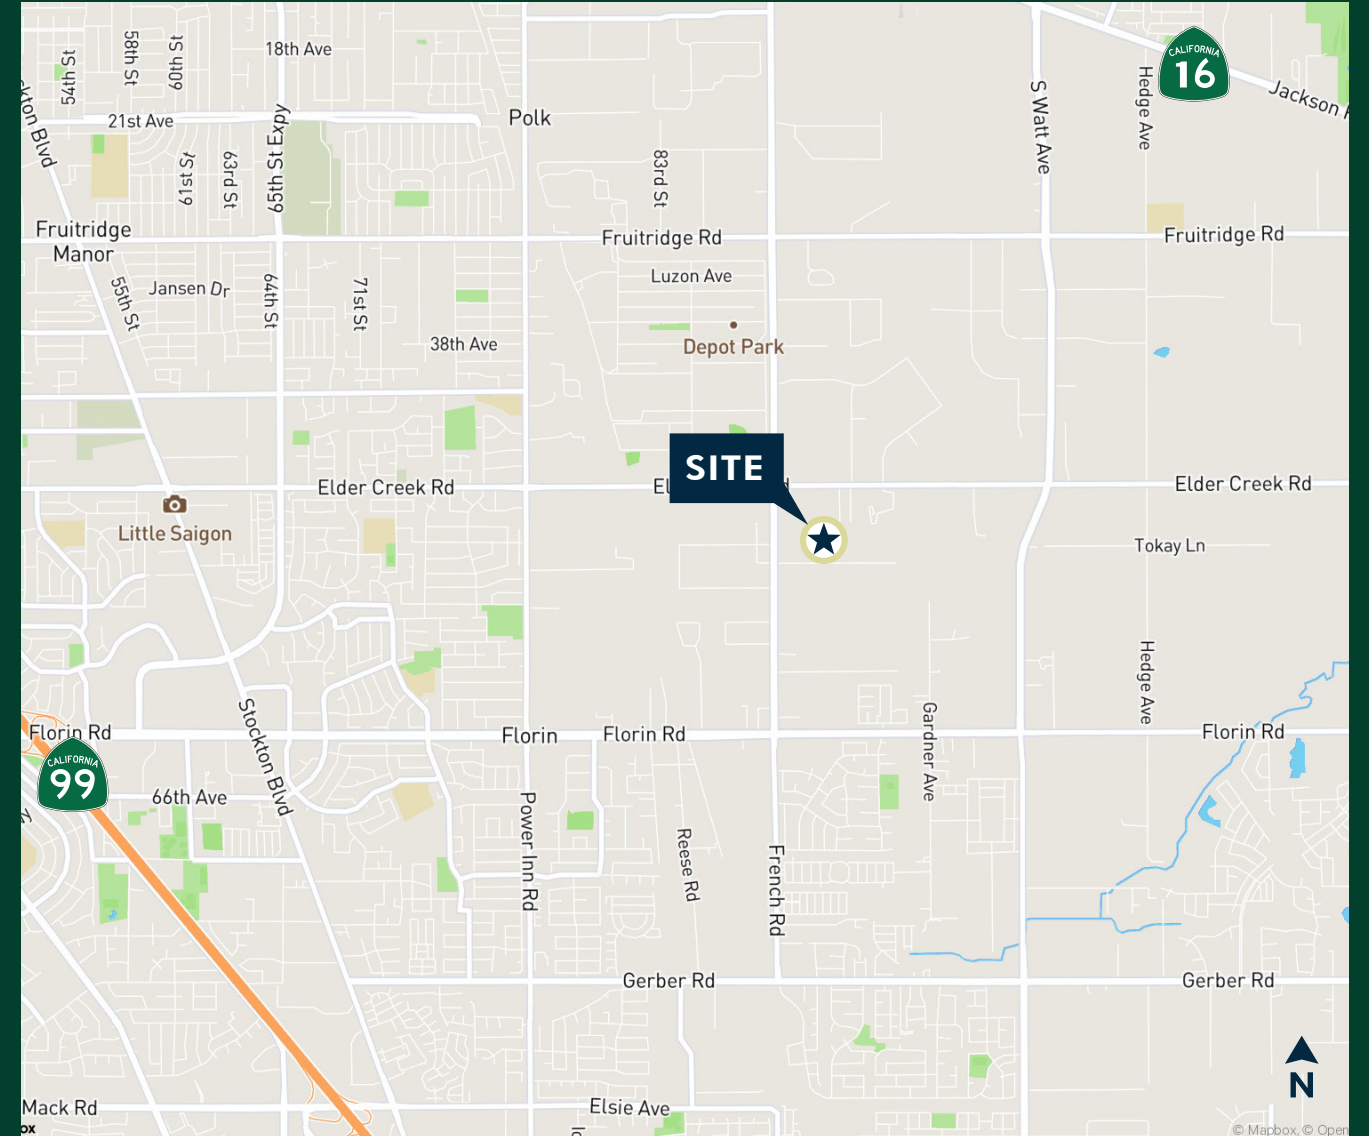 54th St
58th St
60th St
18th Ave
CALIFORNIA
16
Hedge Ave
Jackson
S Watt Ave
Polk
21st Ave
65th St Expy
61st St
63rd St
83rd St
Fruitridge
Manor
Fruitridge Rd
Fruitridge Rd
55th St
Jansen Dr
64th St
71st St
Luzon Ave
38th Ave
Depot Park
SITE
Elder Creek Rd
Elder Creek Rd
Little Saigon
Tokay Ln
Hedge Ave
Florin Rd
Stockton Blvd
Florin
Florin Rd
Gardner Ave
Florin Rd
CALIFORNIA
99
66th Ave
Power Inn Rd
Reese Rd
French Rd
Gerber Rd
Gerber Rd
N
Mack Rd
Elsie Ave
© Mapbox, © Open